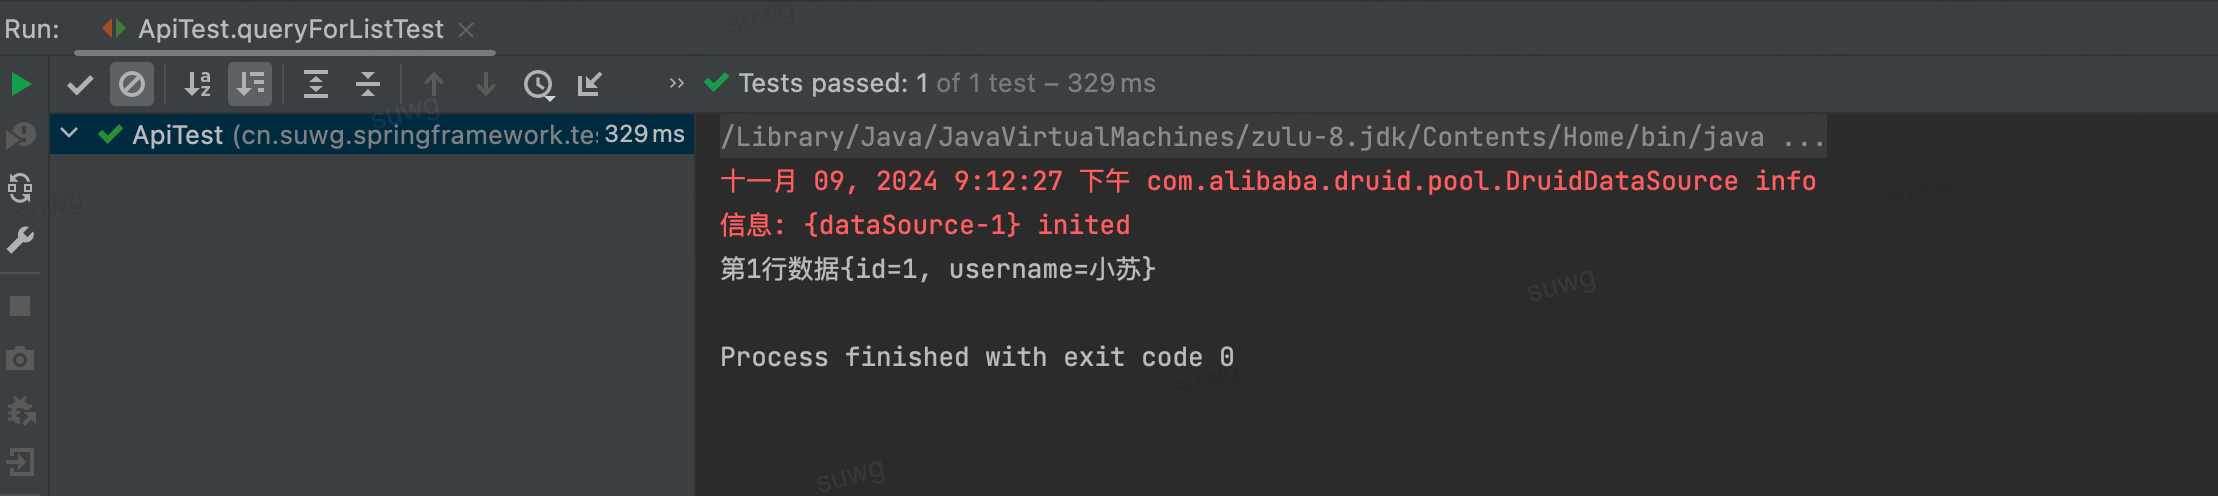 Run: ApiTest.queryForListTest
Tests passed: 1 of 1 test – 329 ms
ApiTest (cn.suwg.springframework.tes 329 ms
/Library/Java/JavaVirtualMachines/zulu-8.jdk/Contents/Home/bin/java ...
十一月 09, 2024 9:12:27 下午 com.alibaba.druid.pool.DruidDataSource info
信息: {dataSource-1} inited
第1行数据{id=1, username=小苏}
Process finished with exit code 0
suwg
suwg
suwg
suwg
suwg
suwg
suwg